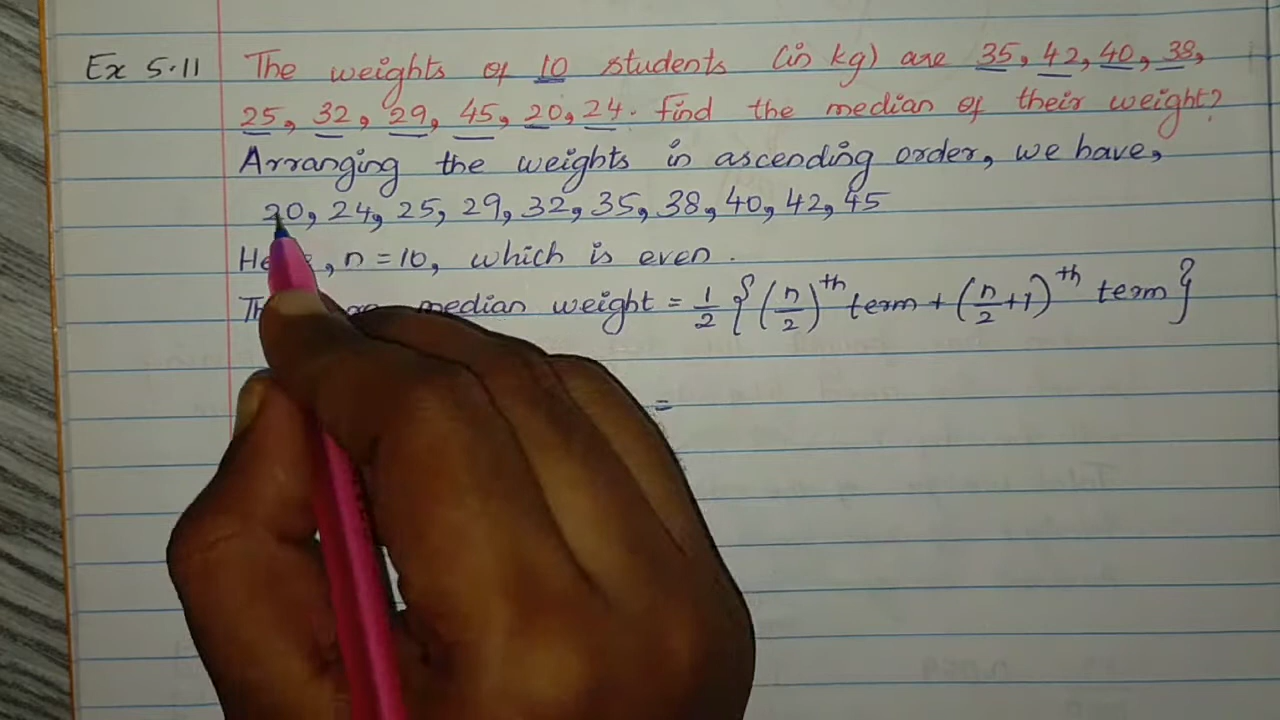 Ex 5.11 The weights of 10 students (in kg) are 35, 42, 40, 38,
25, 32, 29, 45, 20, 24. Find the median of their weight?
Arranging the weights in ascending order, we have,
20, 24, 25, 29, 32, 35, 38, 40, 42, 45
n = 10, which is even.
median weight = 1/2 {(n/2)th term + (n/2 + 1)th term}
=